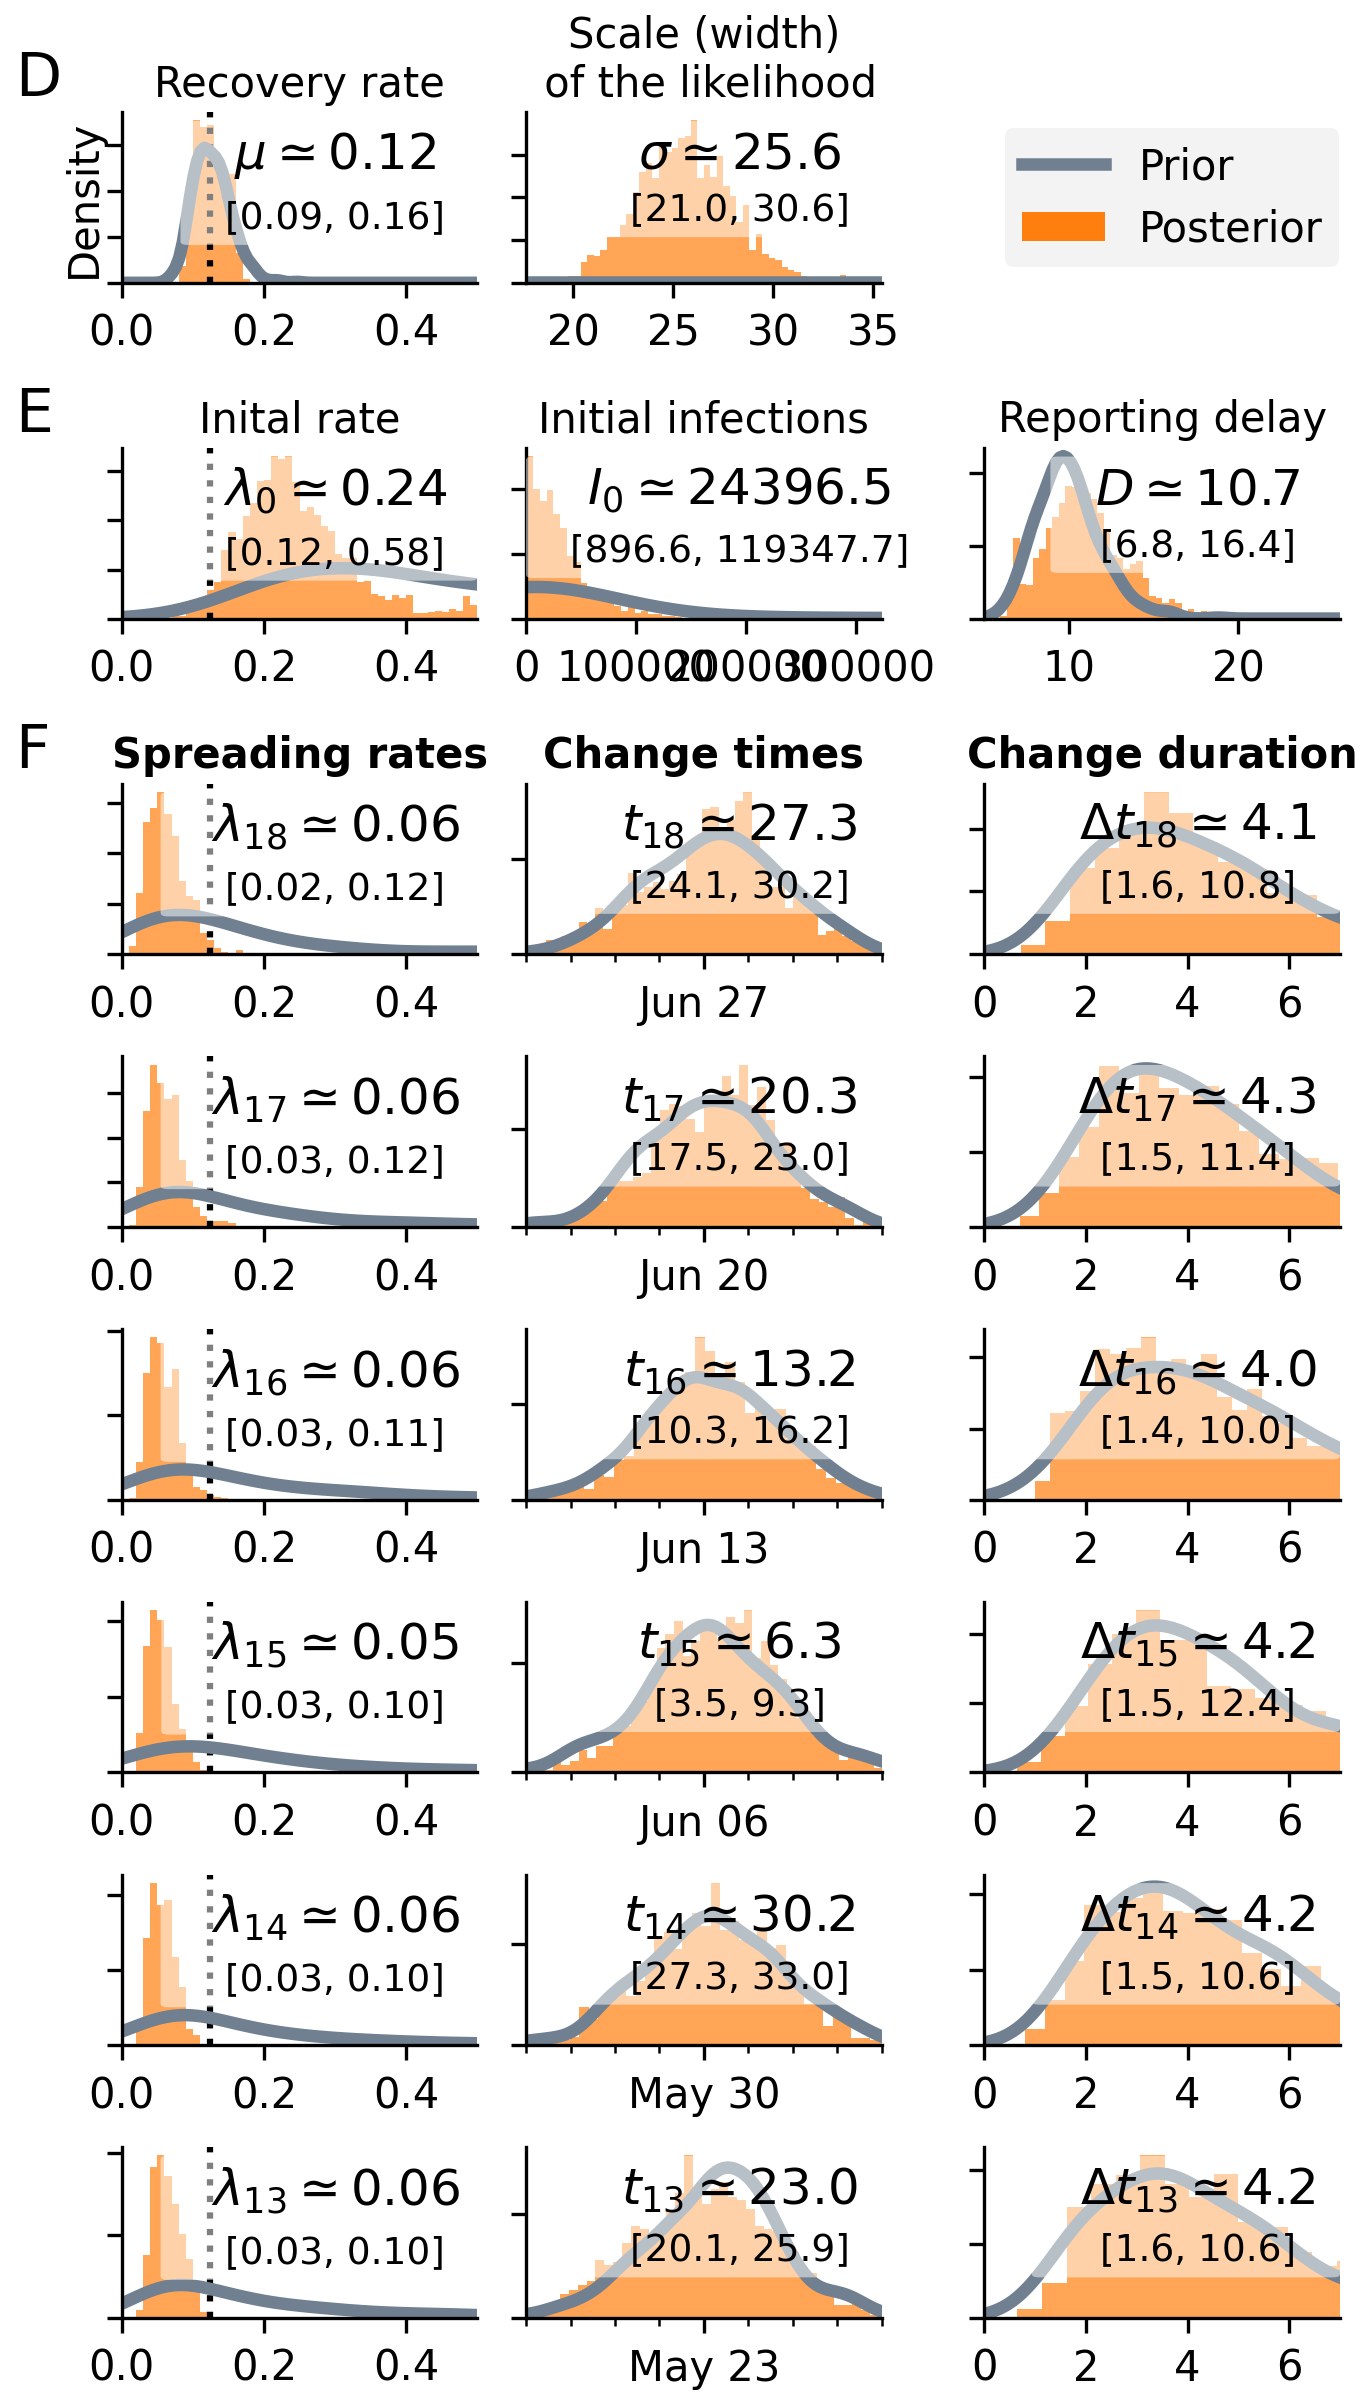 D
Recovery rate
Scale (width)
of the likelihood
Density
μ ≃ 0.12
[0.09, 0.16]
σ ≃ 25.6
[21.0, 30.6]
Prior
Posterior
0.0 0.2 0.4
20 25 30 35
E
Inital rate
Initial infections
Reporting delay
λ0 ≃ 0.24
[0.12, 0.58]
I0 ≃ 24396.5
[896.6, 119347.7]
D ≃ 10.7
[6.8, 16.4]
0.0 0.2 0.4
0 100000 200000 300000
10 20
F
Spreading rates
Change times
Change duration
λ18 ≃ 0.06
[0.02, 0.12]
t18 ≃ 27.3
[24.1, 30.2]
Δt18 ≃ 4.1
[1.6, 10.8]
0.0 0.2 0.4
Jun 27
0 2 4 6
λ17 ≃ 0.06
[0.03, 0.12]
t17 ≃ 20.3
[17.5, 23.0]
Δt17 ≃ 4.3
[1.5, 11.4]
0.0 0.2 0.4
Jun 20
0 2 4 6
λ16 ≃ 0.06
[0.03, 0.11]
t16 ≃ 13.2
[10.3, 16.2]
Δt16 ≃ 4.0
[1.4, 10.0]
0.0 0.2 0.4
Jun 13
0 2 4 6
λ15 ≃ 0.05
[0.03, 0.10]
t15 ≃ 6.3
[3.5, 9.3]
Δt15 ≃ 4.2
[1.5, 12.4]
0.0 0.2 0.4
Jun 06
0 2 4 6
λ14 ≃ 0.06
[0.03, 0.10]
t14 ≃ 30.2
[27.3, 33.0]
Δt14 ≃ 4.2
[1.5, 10.6]
0.0 0.2 0.4
May 30
0 2 4 6
λ13 ≃ 0.06
[0.03, 0.10]
t13 ≃ 23.0
[20.1, 25.9]
Δt13 ≃ 4.2
[1.6, 10.6]
0.0 0.2 0.4
May 23
0 2 4 6